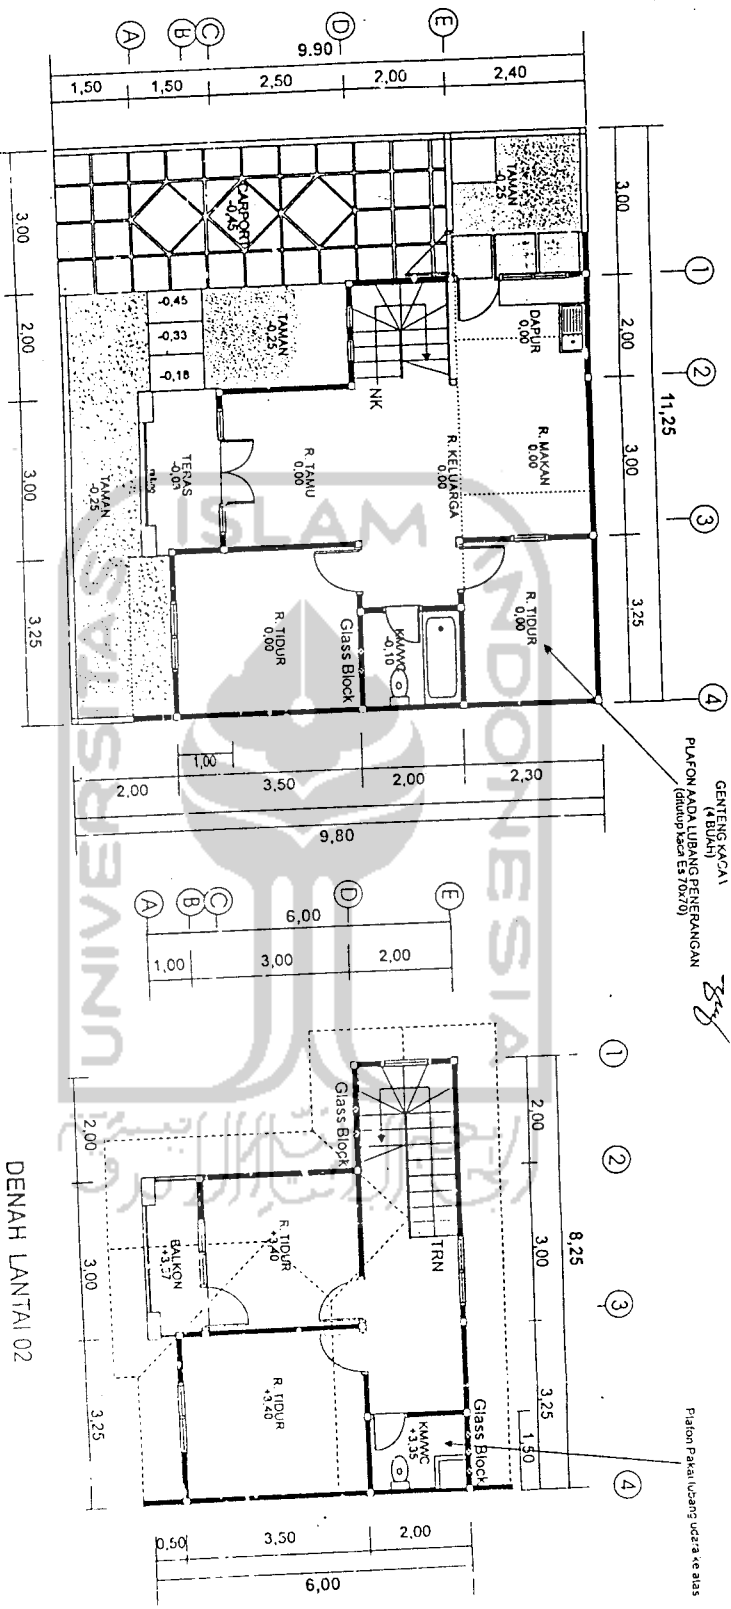 A
B
C
D
E
9.90
1,50
1,50
2,50
2,00
2,40
3,00
2,00
3,00
3,25
11,25
3,00
2,00
3,00
3,25
1
2
3
4
TAMAN
-0,25
CARPORT
-0,45
-0,45
-0,33
-0,18
TAMAN
-0,25
NK
DAPUR
0,00
R. MAKAN
0.00
R. KELUARGA
0.00
R. TAMU
0,00
TERAS
-0,03
TAMAN
-0,25
R. TIDUR
0,00
Glass Block
KM/WC
-0,10
R. TIDUR
0,00
1,00
2,00
3,50
2,00
2,30
9,80
GENTENG KACA
(4 BUAH)
PLAFON AADA LUBANG PENERANGAN
(ditutup kaca Es 70x70)
UNIVERSITAS
ISLAM
INDONESIA
A
B
C
D
E
6,00
1,00
3,00
2,00
1
2
3
4
2,00
3,00
3,25
1,50
8,25
2,00
3,00
3,25
Glass Block
TRN
R. TIDUR
+3,40
BALKON
+3,37
R. TIDUR
+3,40
KM/WC
+3,35
Glass Block
Plafon Pakai lubang udara ke atas
0,50
3,50
2,00
6,00
DENAH LANTAI 02